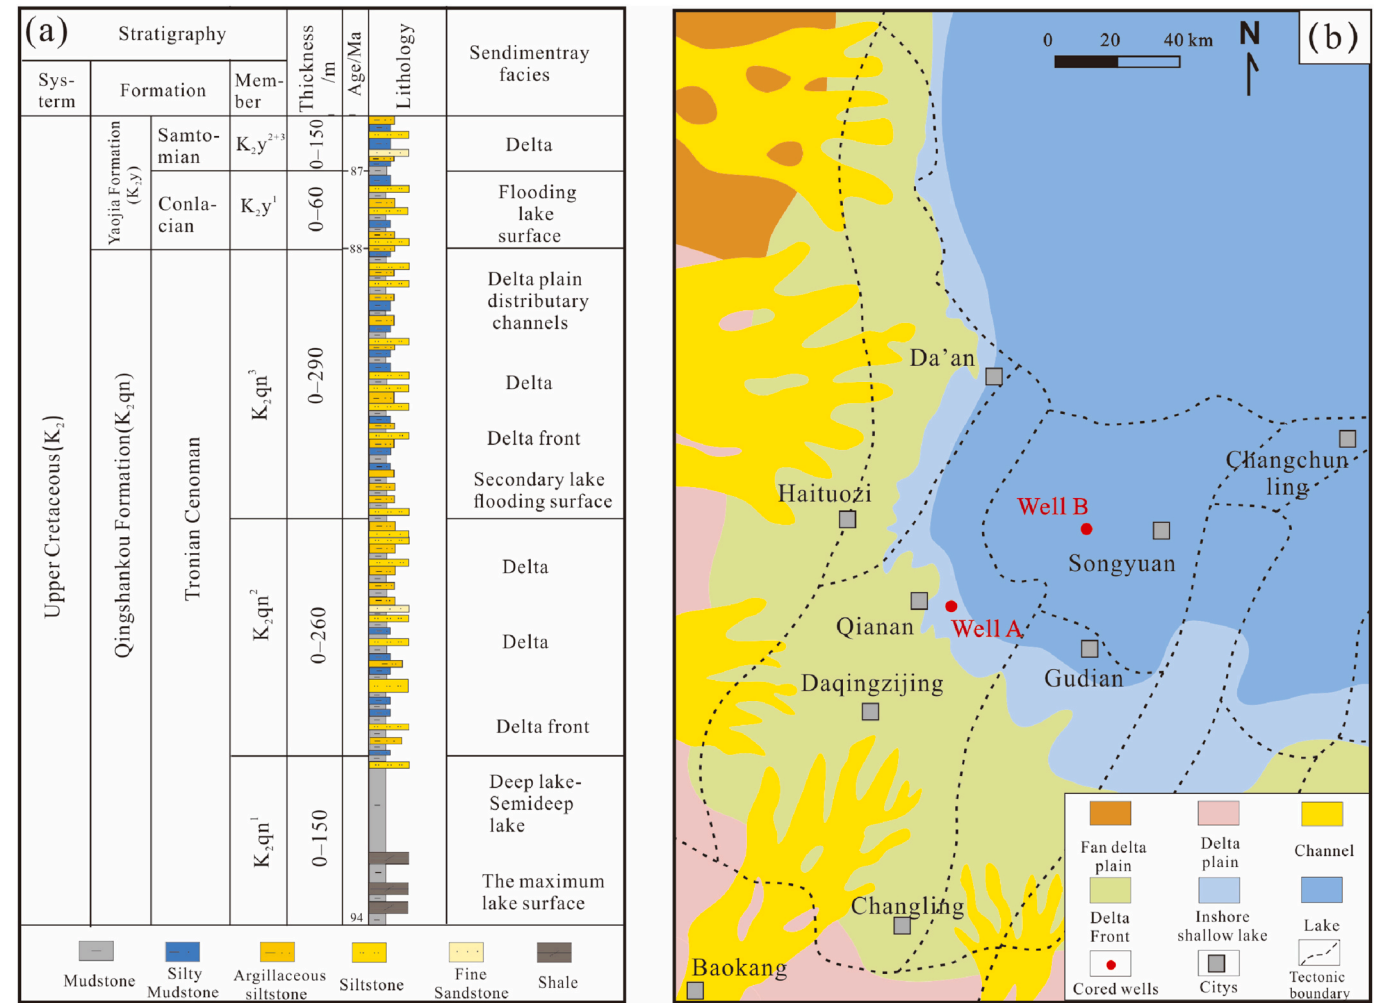 (a)
Stratigraphy
Thickness
/m
Age/Ma
Lithology
Sendimentray
facies
Sys-
term
Formation
Mem-
ber
Upper Cretaceous(K₂)
Yaojia Formation
(K₂y)
Samto-
mian
K₂y²⁺³
0–150
Delta
87
Conla-
cian
K₂y¹
0–60
Flooding
lake
surface
88
Qingshankou Formation(K₂qn)
Tronian Cenoman
K₂qn³
0–290
Delta plain
distributary
channels
Delta
Delta front
Secondary lake
flooding surface
K₂qn²
0–260
Delta
Delta
Delta front
K₂qn¹
0–150
Deep lake-
Semideep
lake
The maximum
lake surface
94
Mudstone
Silty
Mudstone
Argillaceous
siltstone
Siltstone
Fine
Sandstone
Shale
(b)
0 20 40 km
N
Da’an
Changchun
ling
Haituozi
Well B
Songyuan
Qianan
Well A
Gudian
Daqingzijing
Changling
Baokang
Fan delta
plain
Delta
plain
Channel
Delta
Front
Inshore
shallow lake
Lake
Cored wells
Citys
Tectonic
boundary